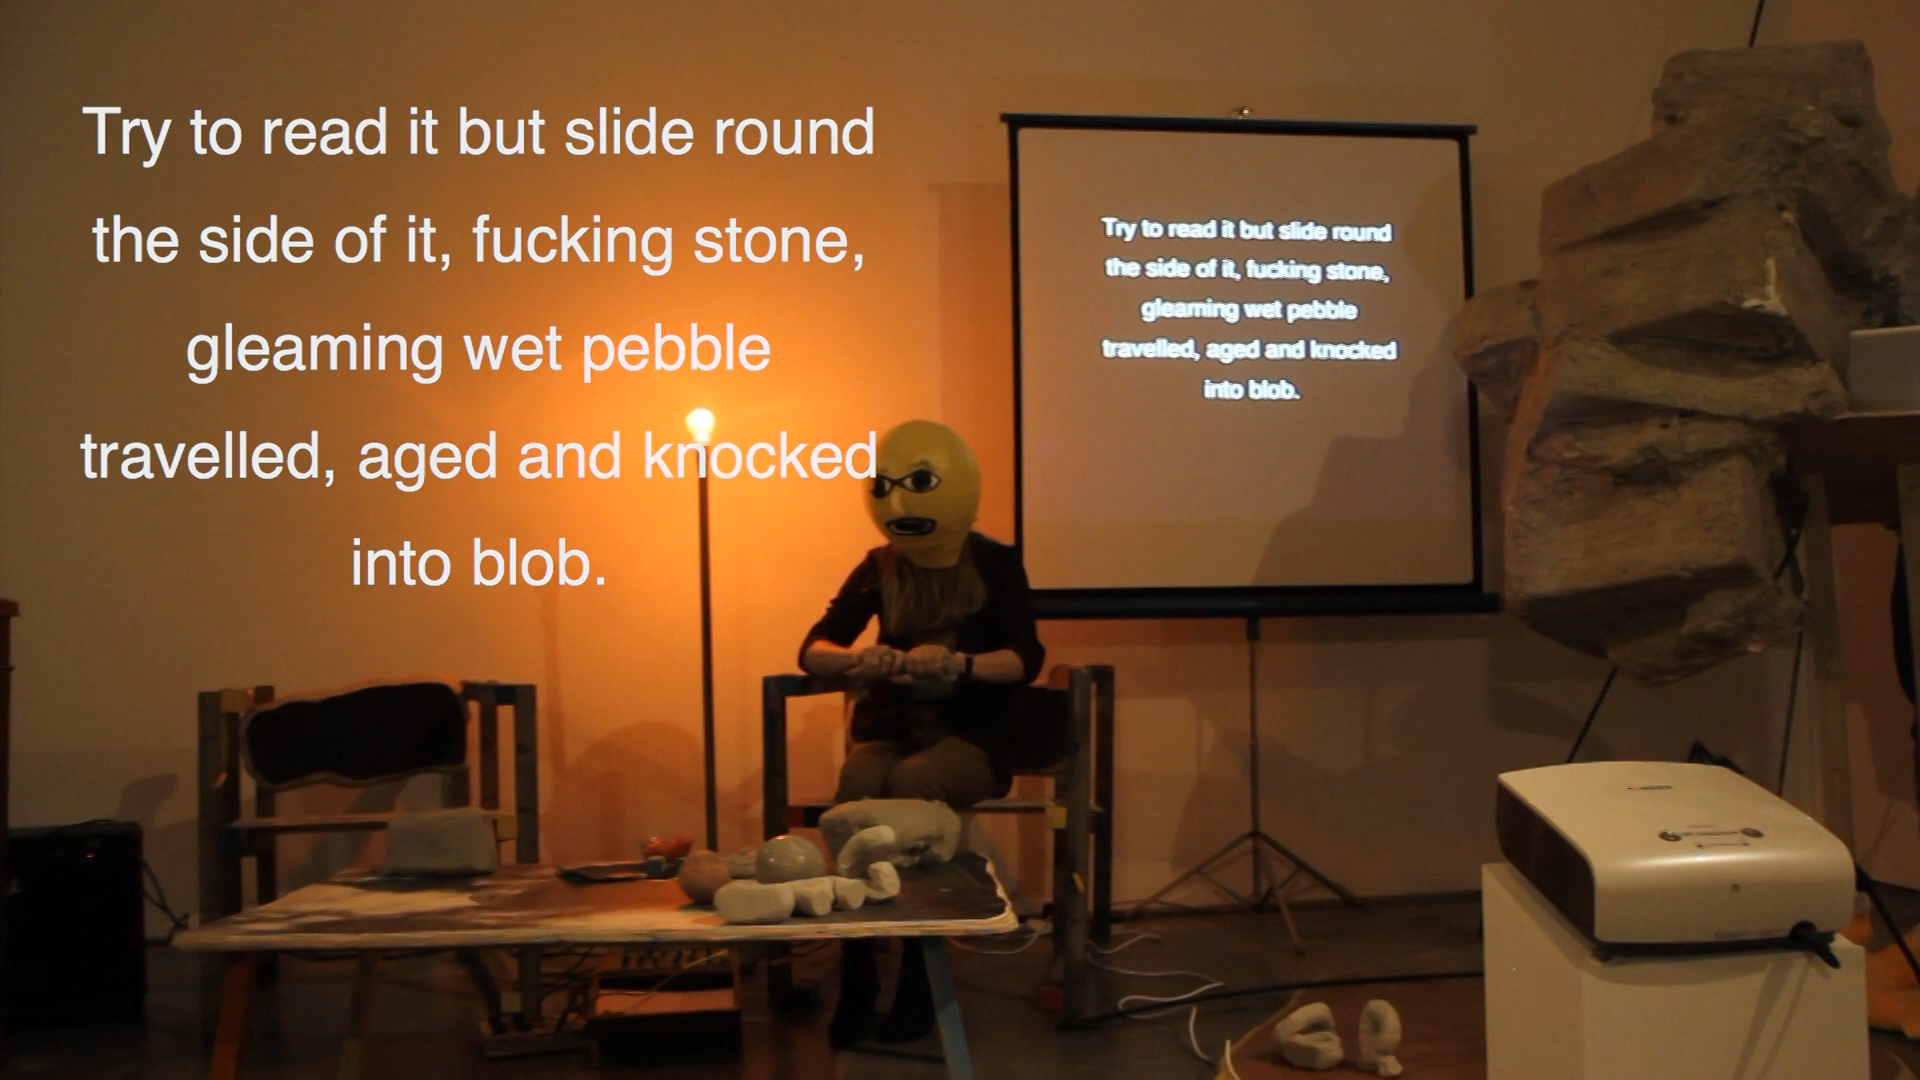 Try to read it but slide round
the side of it, fucking stone,
gleaming wet pebble
travelled, aged and knocked
into blob.
Try to read it but slide round
the side of it, fucking stone,
gleaming wet pebble
travelled, aged and knocked
into blob.